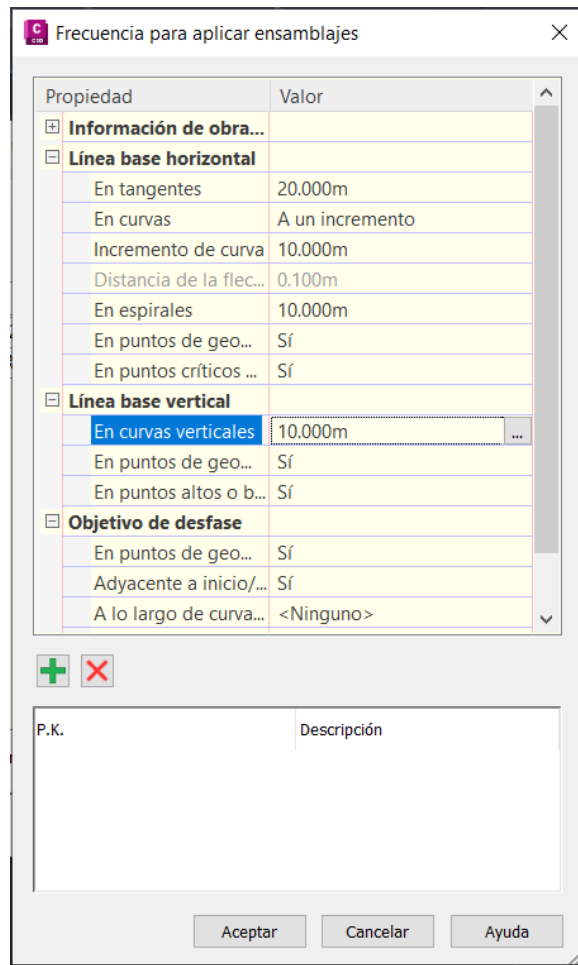 Frecuencia para aplicar ensamblajes
Propiedad Valor
Información de obra...
Línea base horizontal
En tangentes 20.000m
En curvas A un incremento
Incremento de curva 10.000m
Distancia de la flec... 0.100m
En espirales 10.000m
En puntos de geo... Sí
En puntos críticos ... Sí
Línea base vertical
En curvas verticales 10.000m ...
En puntos de geo... Sí
En puntos altos o b... Sí
Objetivo de desfase
En puntos de geo... Sí
Adyacente a inicio/... Sí
A lo largo de curva... <Ninguno>
P.K. Descripción
Aceptar Cancelar Ayuda